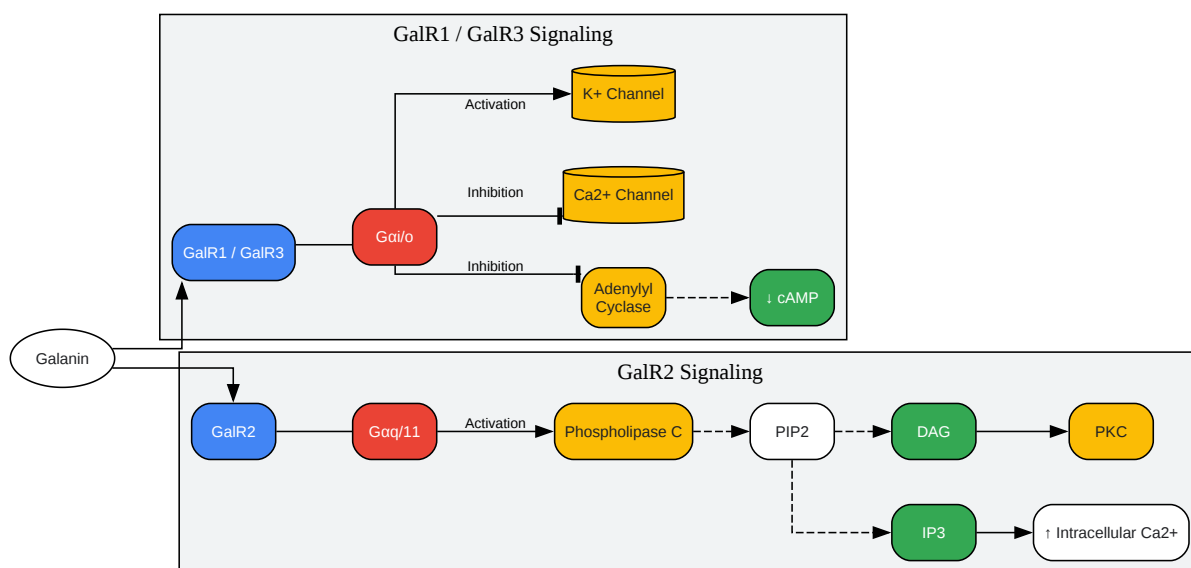 GalR1 / GalR3 Signaling
K+ Channel
Activation
Inhibition
Ca2+ Channel
GalR1 / GalR3
Gαi/o
Inhibition
Adenylyl
Cyclase
↓ cAMP
Galanin
GalR2 Signaling
GalR2
Gαq/11
Activation
Phospholipase C
PIP2
DAG
PKC
IP3
↑ Intracellular Ca2+